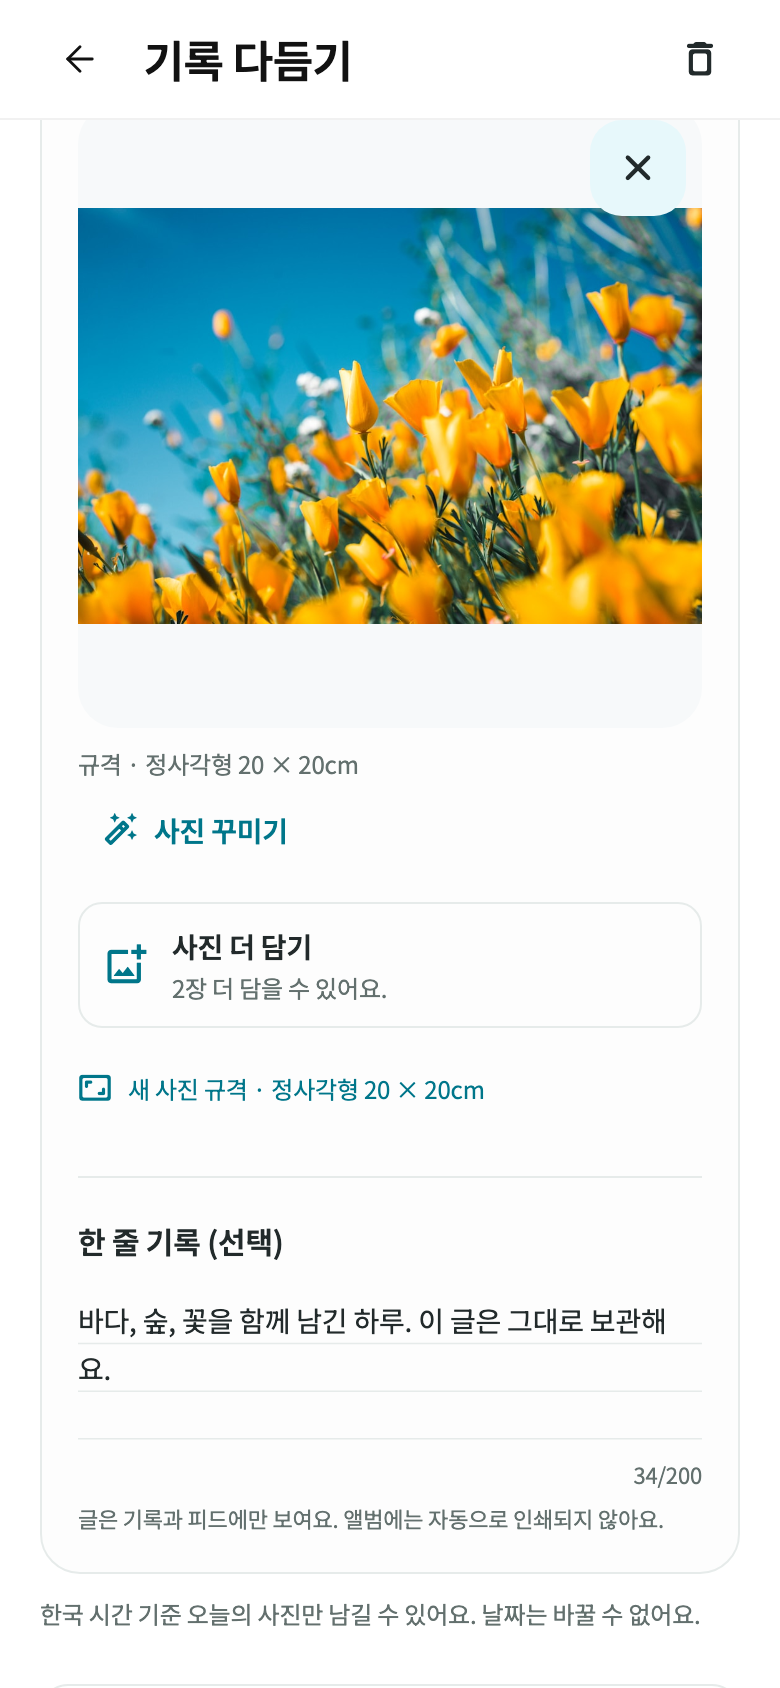 기록 다듬기
규격 · 정사각형 20 × 20cm
사진 꾸미기
사진 더 담기
2장 더 담을 수 있어요.
새 사진 규격 · 정사각형 20 × 20cm
한 줄 기록 (선택)
바다, 숲, 꽃을 함께 남긴 하루. 이 글은 그대로 보관해
요.
34/200
글은 기록과 피드에만 보여요. 앨범에는 자동으로 인쇄되지 않아요.
한국 시간 기준 오늘의 사진만 남길 수 있어요. 날짜는 바꿀 수 없어요.